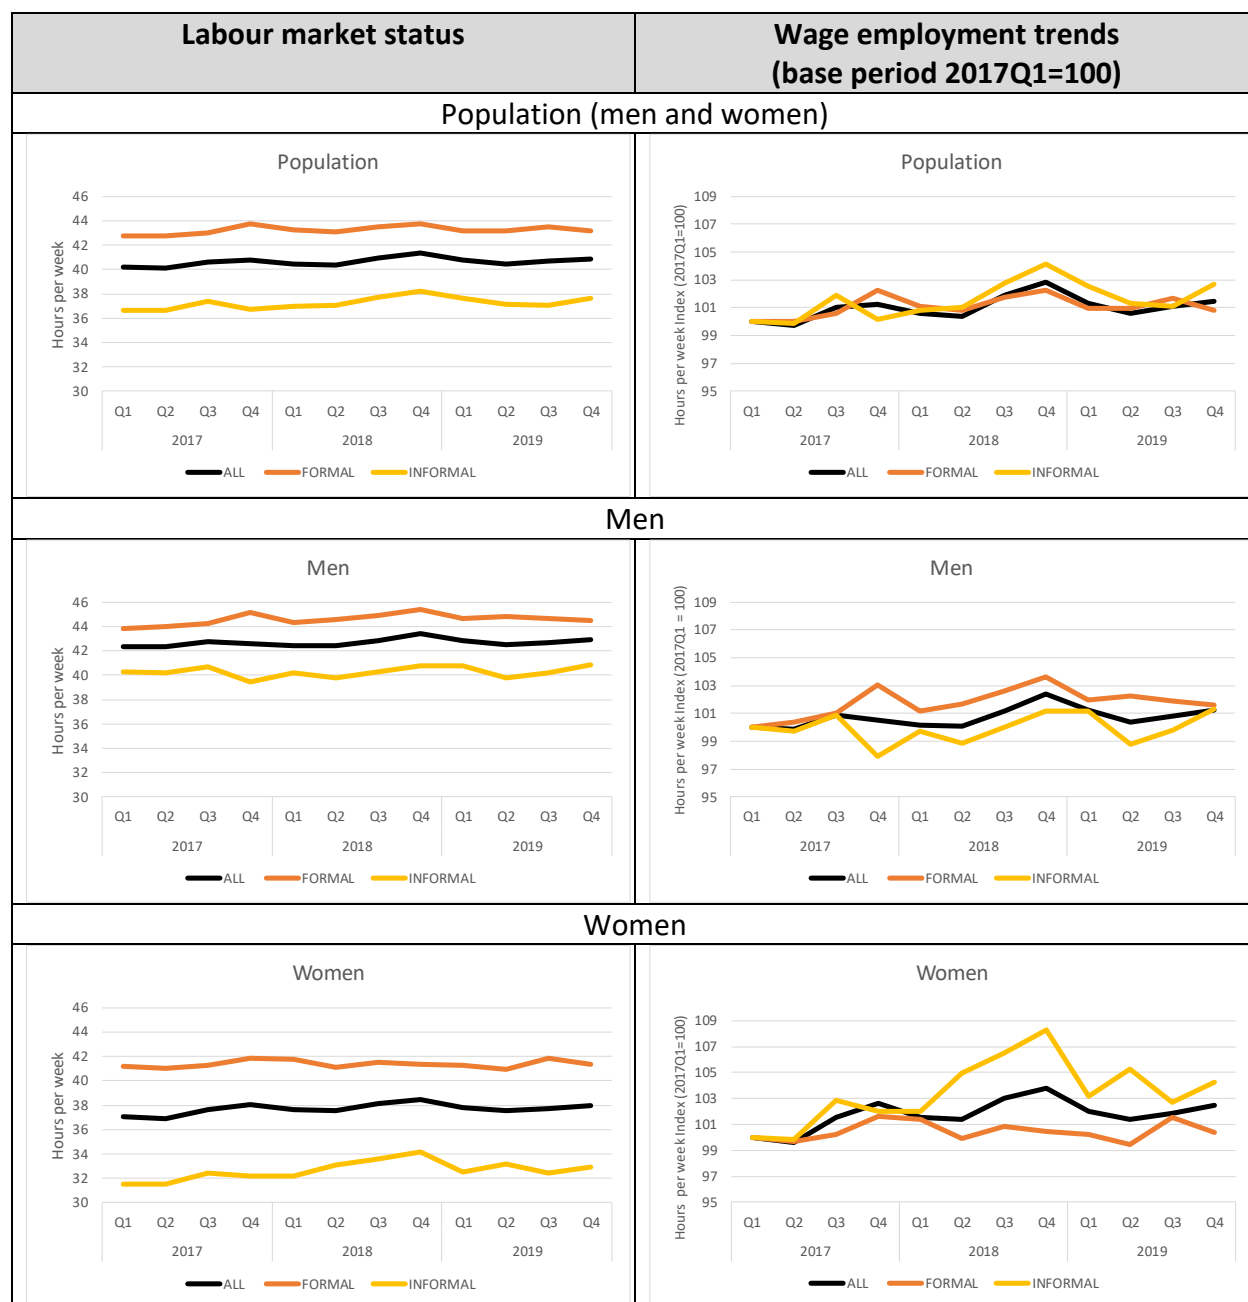 Labour market status
Wage employment trends
(base period 2017Q1=100)
Population (men and women)
Population
Hours per week
46
44
42
40
38
36
34
32
30
Q1 Q2 Q3 Q4 Q1 Q2 Q3 Q4 Q1 Q2 Q3 Q4
2017 2018 2019
ALL FORMAL INFORMAL
Population
Hours per week Index (2017Q1=100)
109
107
105
103
101
99
97
95
Q1 Q2 Q3 Q4 Q1 Q2 Q3 Q4 Q1 Q2 Q3 Q4
2017 2018 2019
ALL FORMAL INFORMAL
Men
Men
Hours per week
46
44
42
40
38
36
34
32
30
Q1 Q2 Q3 Q4 Q1 Q2 Q3 Q4 Q1 Q2 Q3 Q4
2017 2018 2019
ALL FORMAL INFORMAL
Men
Hours per week Index (2017Q1 = 100)
109
107
105
103
101
99
97
95
Q1 Q2 Q3 Q4 Q1 Q2 Q3 Q4 Q1 Q2 Q3 Q4
2017 2018 2019
ALL FORMAL INFORMAL
Women
Women
Hours per week
46
44
42
40
38
36
34
32
30
Q1 Q2 Q3 Q4 Q1 Q2 Q3 Q4 Q1 Q2 Q3 Q4
2017 2018 2019
ALL FORMAL INFORMAL
Women
Hours per week Index (2017Q1=100)
109
107
105
103
101
99
97
95
Q1 Q2 Q3 Q4 Q1 Q2 Q3 Q4 Q1 Q2 Q3 Q4
2017 2018 2019
ALL FORMAL INFORMAL